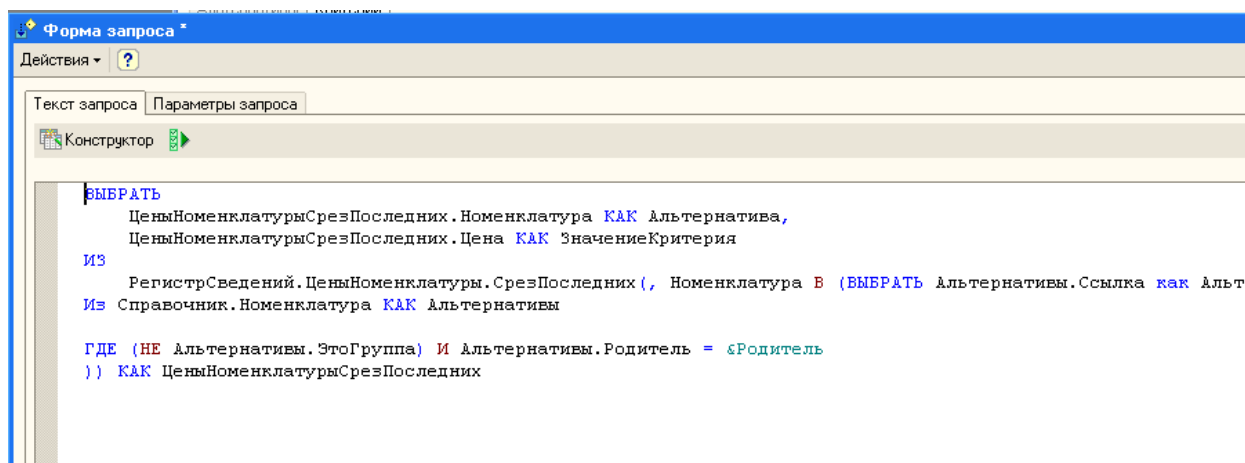 Форма запроса *
Действия
?
Текст запроса
Параметры запроса
Конструктор
ВЫБРАТЬ
ЦеныНоменклатурыСрезПоследних.Номенклатура КАК Альтернатива,
ЦеныНоменклатурыСрезПоследних.Цена КАК ЗначениеКритерия
ИЗ
РегистрСведений.ЦеныНоменклатуры.СрезПоследних(, Номенклатура В (ВЫБРАТЬ Альтернативы.Ссылка как Альт
Из Справочник.Номенклатура КАК Альтернативы
ГДЕ (НЕ Альтернативы.ЭтоГруппа) И Альтернативы.Родитель = &Родитель
)) КАК ЦеныНоменклатурыСрезПоследних